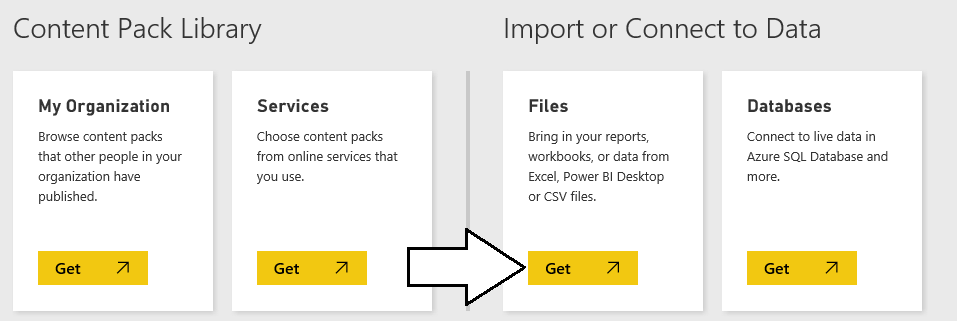 Content Pack Library
Import or Connect to Data
My Organization
Browse content packs
that other people in your
organization have
published.
Get
Services
Choose content packs
from online services that
you use.
Get
Files
Bring in your reports,
workbooks, or data from
Excel, Power BI Desktop
or CSV files.
Get
Databases
Connect to live data in
Azure SQL Database and
more.
Get